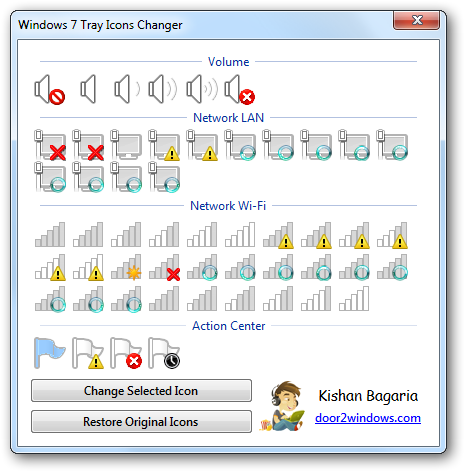 Windows 7 Tray Icons Changer
Volume
Network LAN
Network Wi-Fi
Action Center
Change Selected Icon
Restore Original Icons
Kishan Bagaria
door2windows.com